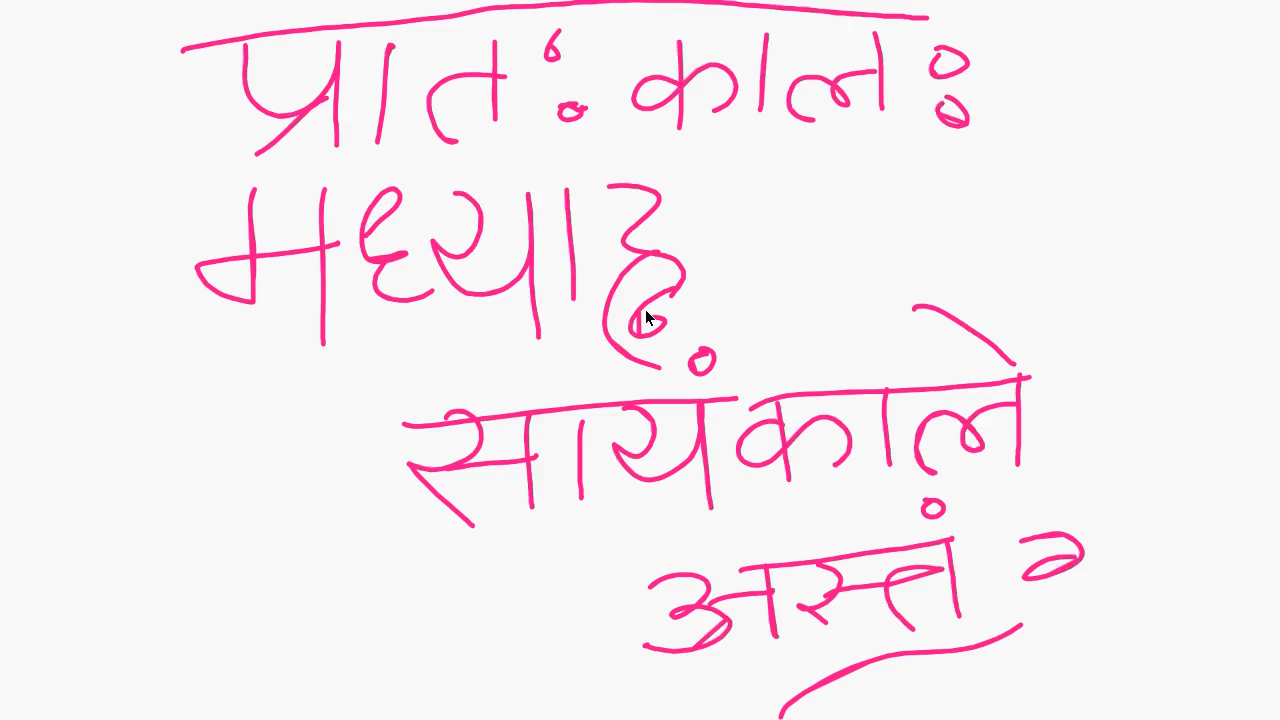 प्रातःकालः
मध्याह्न
सायंकाले
अस्तं